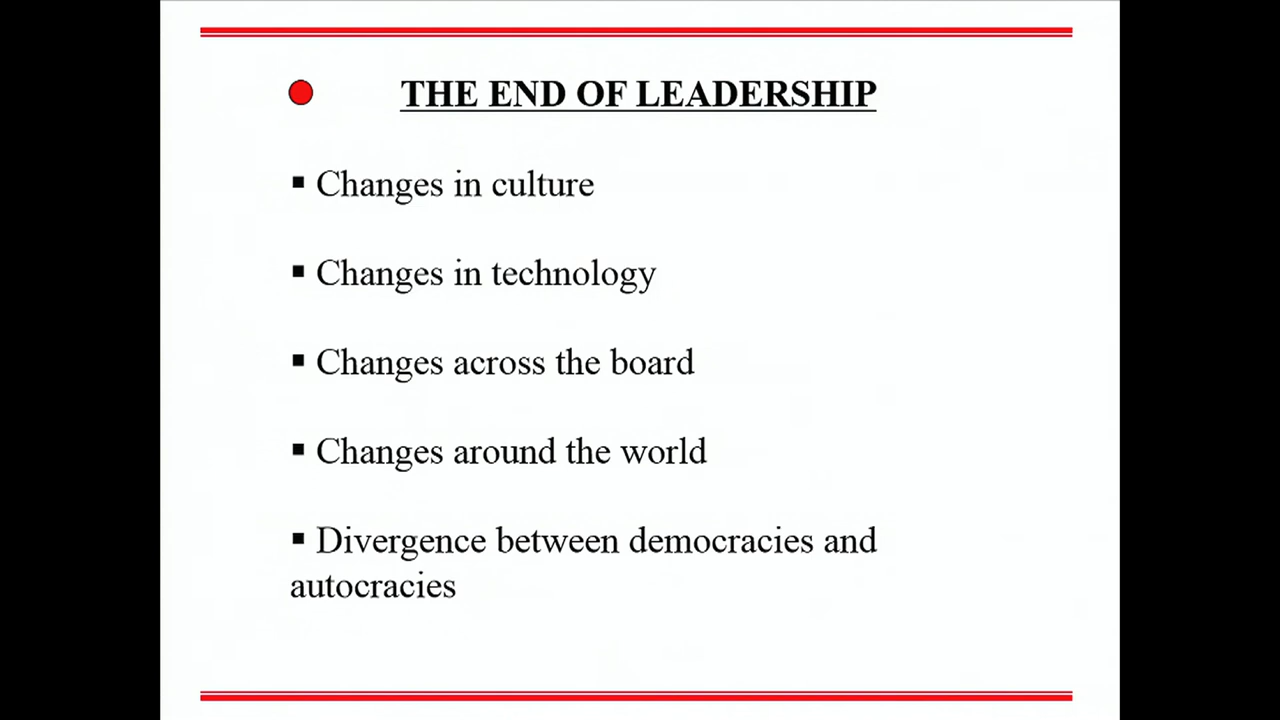 THE END OF LEADERSHIP
▪ Changes in culture
▪ Changes in technology
▪ Changes across the board
▪ Changes around the world
▪ Divergence between democracies and
autocracies